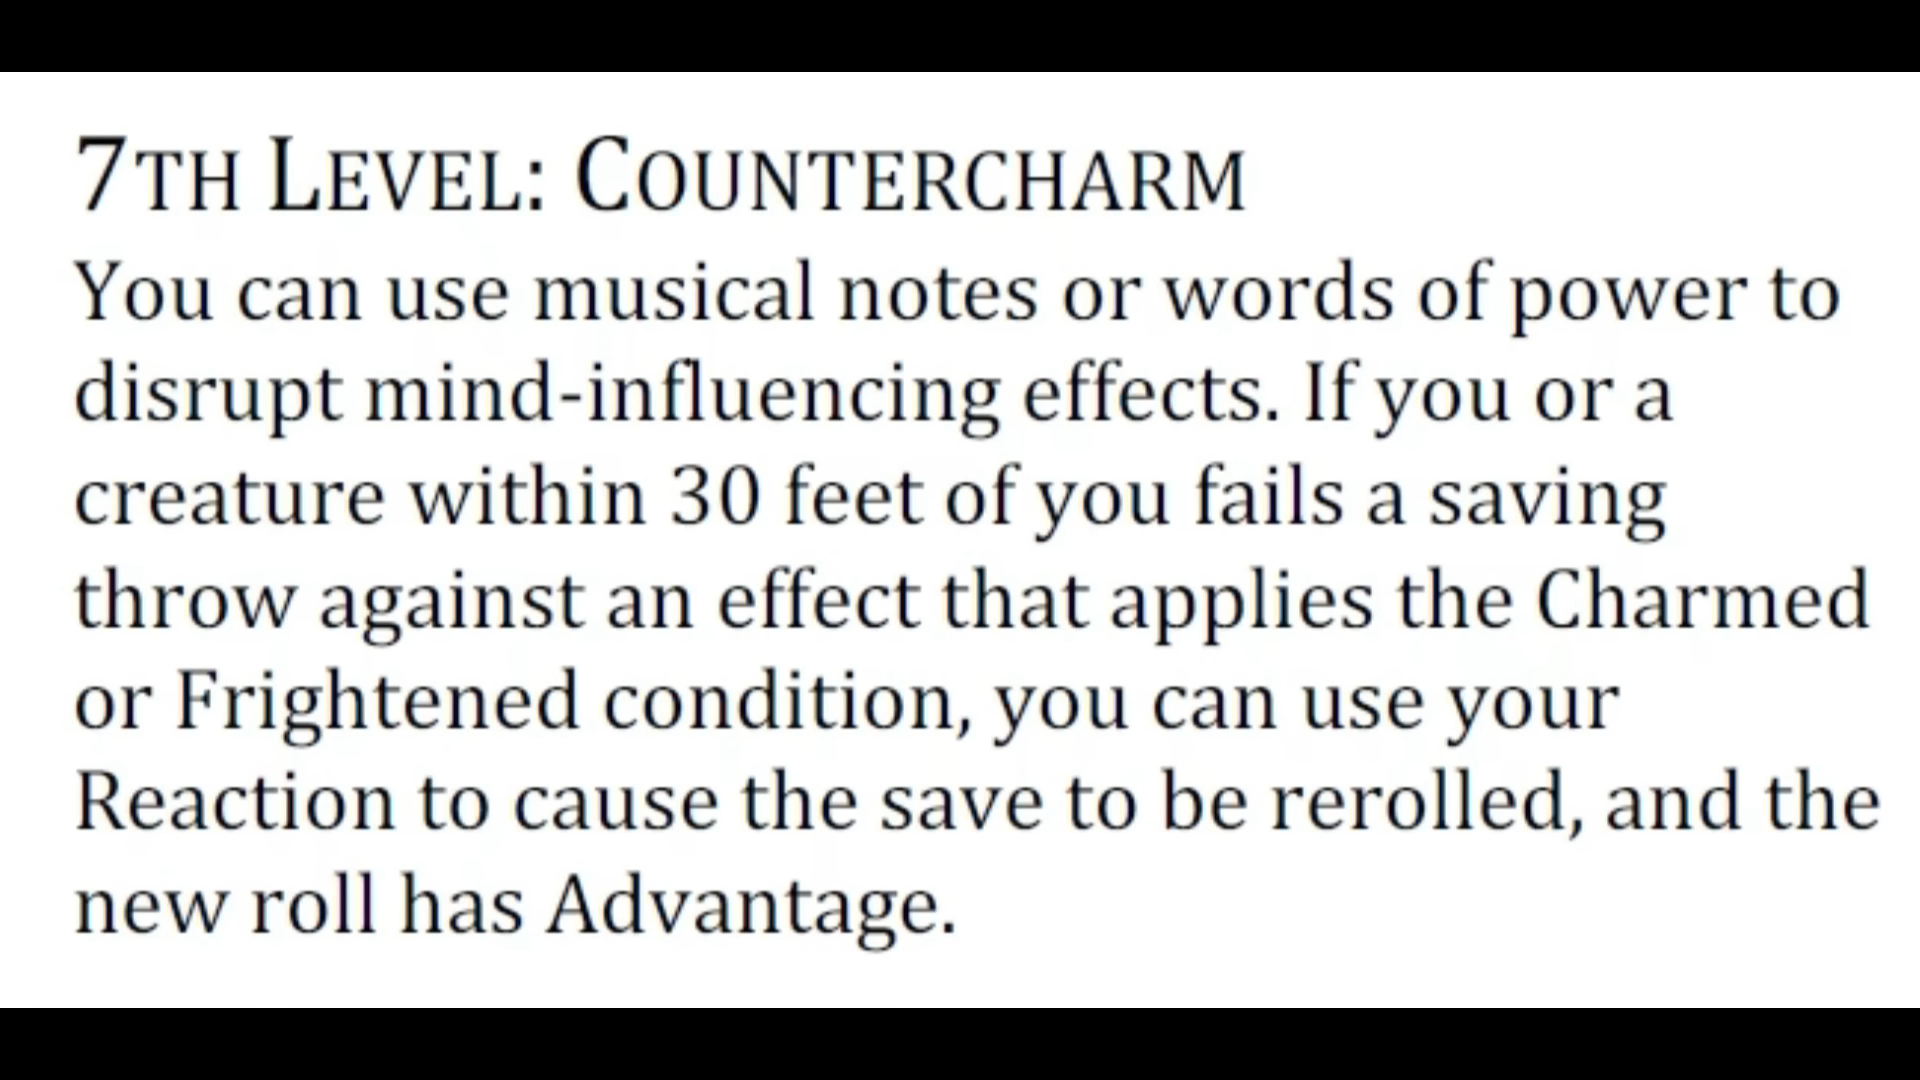 7TH LEVEL: COUNTERCHARM
You can use musical notes or words of power to
disrupt mind-influencing effects. If you or a
creature within 30 feet of you fails a saving
throw against an effect that applies the Charmed
or Frightened condition, you can use your
Reaction to cause the save to be rerolled, and the
new roll has Advantage.